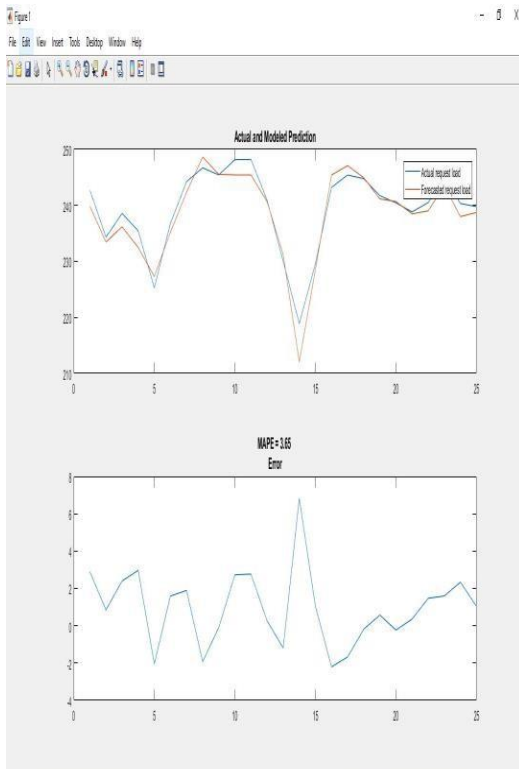 Figure 1
File Edit View Insert Tools Desktop Window Help
Actual and Modeled Prediction
250
240
230
220
210
0 5 10 15 20 25
Actual request load
Forecasted request load
MAPE = 3.65
Error
8
6
4
2
0
-2
-4
0 5 10 15 20 25